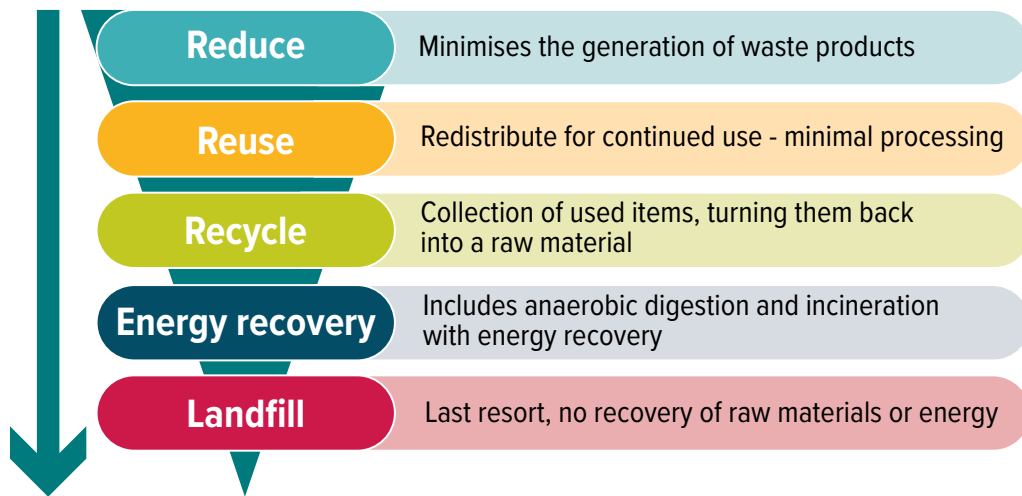 Reduce
Minimises the generation of waste products
Reuse
Redistribute for continued use - minimal processing
Recycle
Collection of used items, turning them back
into a raw material
Energy recovery
Includes anaerobic digestion and incineration
with energy recovery
Landfill
Last resort, no recovery of raw materials or energy